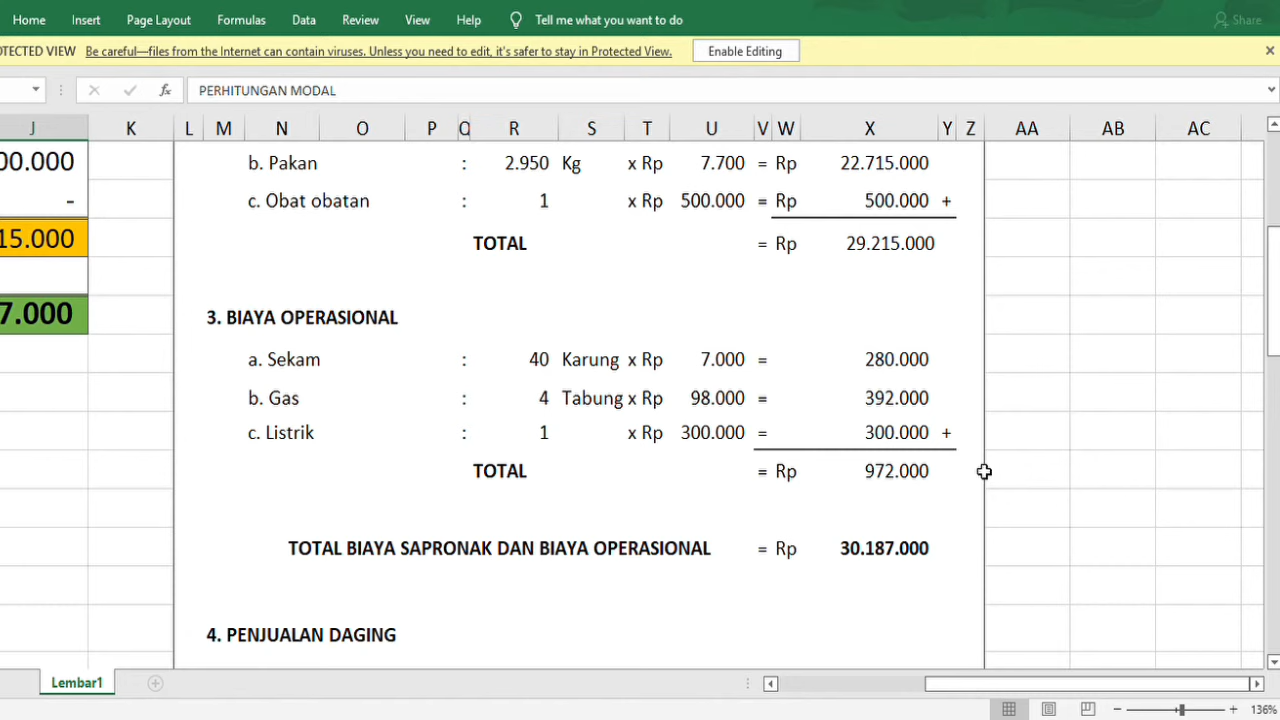 Home Insert Page Layout Formulas Data Review View Help Tell me what you want to do Share
OTECTED VIEW Be careful—files from the Internet can contain viruses. Unless you need to edit, it's safer to stay in Protected View. Enable Editing
fx PERHITUNGAN MODAL
J K L M N O P Q R S T U V W X Y Z AA AB AC
00.000 b. Pakan : 2.950 Kg x Rp 7.700 = Rp 22.715.000
- c. Obat obatan : 1 x Rp 500.000 = Rp 500.000 +
15.000 TOTAL = Rp 29.215.000
7.000 3. BIAYA OPERASIONAL
a. Sekam : 40 Karung x Rp 7.000 = 280.000
b. Gas : 4 Tabung x Rp 98.000 = 392.000
c. Listrik : 1 x Rp 300.000 = 300.000 +
TOTAL = Rp 972.000
TOTAL BIAYA SAPRONAK DAN BIAYA OPERASIONAL = Rp 30.187.000
4. PENJUALAN DAGING
Lembar1
136%